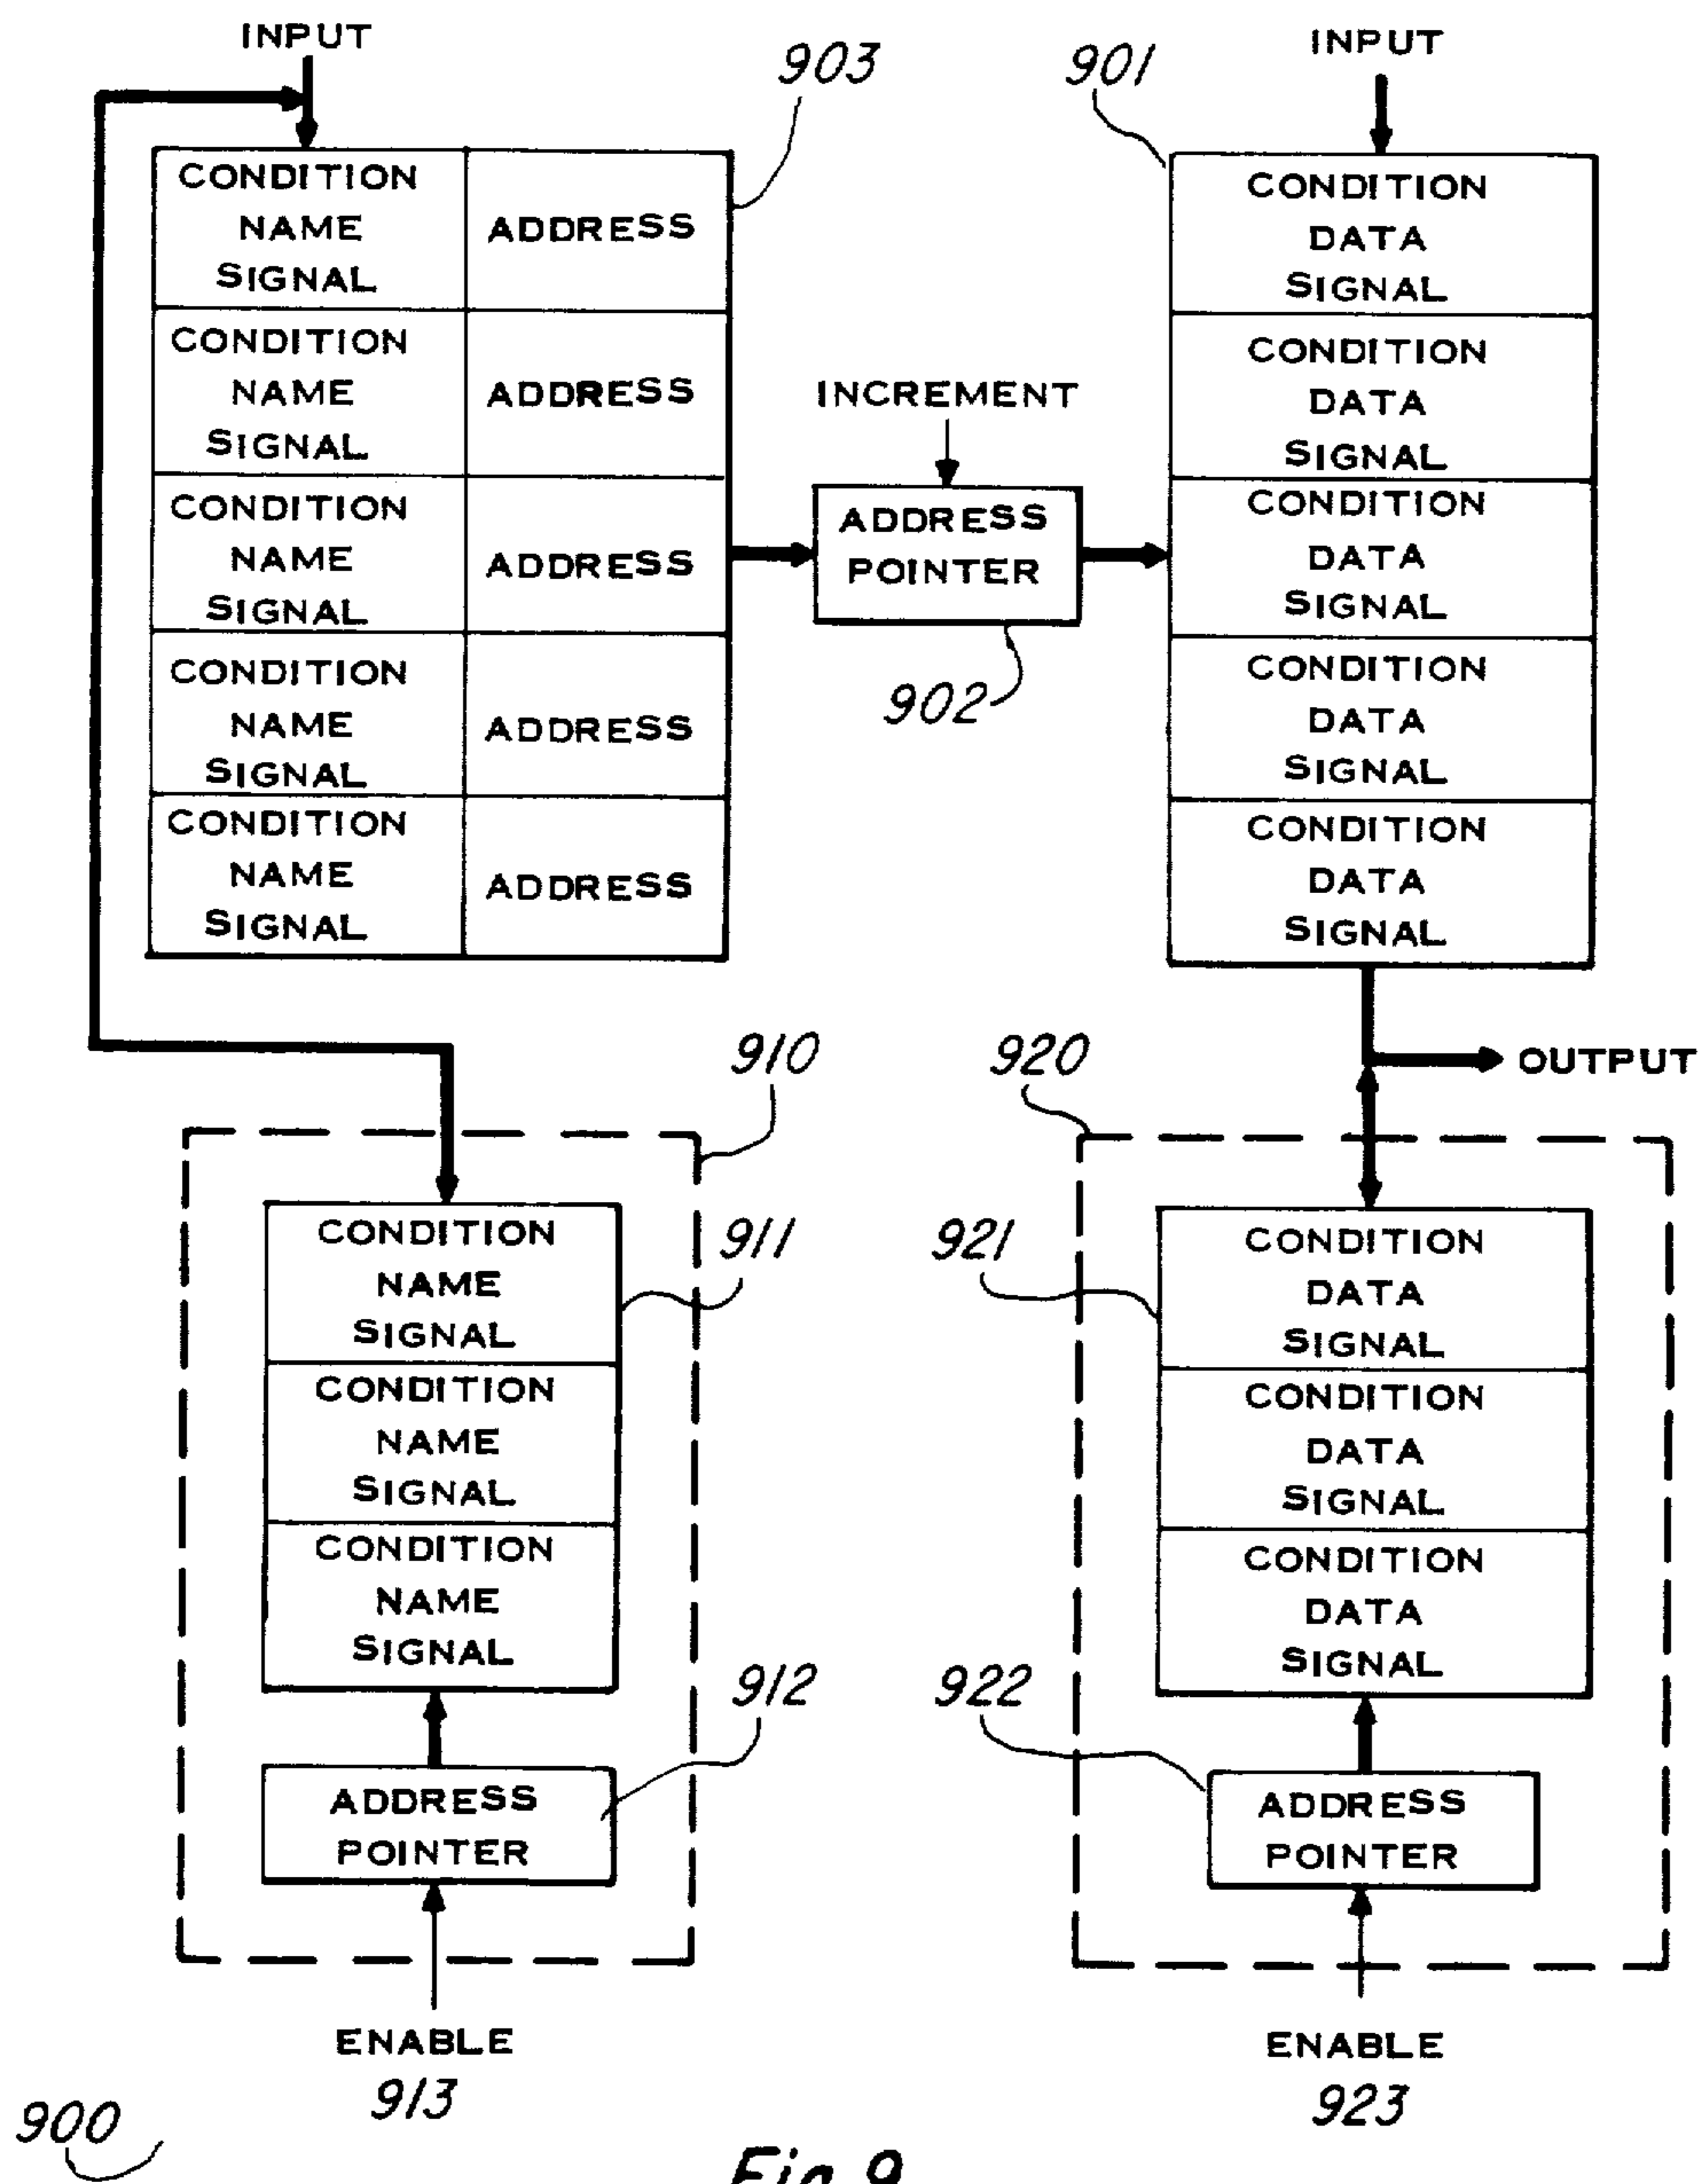 INPUT
903
CONDITION
NAME
SIGNAL
ADDRESS
CONDITION
NAME
SIGNAL
ADDRESS
CONDITION
NAME
SIGNAL
ADDRESS
CONDITION
NAME
SIGNAL
ADDRESS
CONDITION
NAME
SIGNAL
ADDRESS
INCREMENT
ADDRESS
POINTER
902
INPUT
901
CONDITION
DATA
SIGNAL
CONDITION
DATA
SIGNAL
CONDITION
DATA
SIGNAL
CONDITION
DATA
SIGNAL
CONDITION
DATA
SIGNAL
OUTPUT
910
911
CONDITION
NAME
SIGNAL
CONDITION
NAME
SIGNAL
CONDITION
NAME
SIGNAL
912
ADDRESS
POINTER
ENABLE
913
920
921
CONDITION
DATA
SIGNAL
CONDITION
DATA
SIGNAL
CONDITION
DATA
SIGNAL
922
ADDRESS
POINTER
ENABLE
923
900
Fig. 9